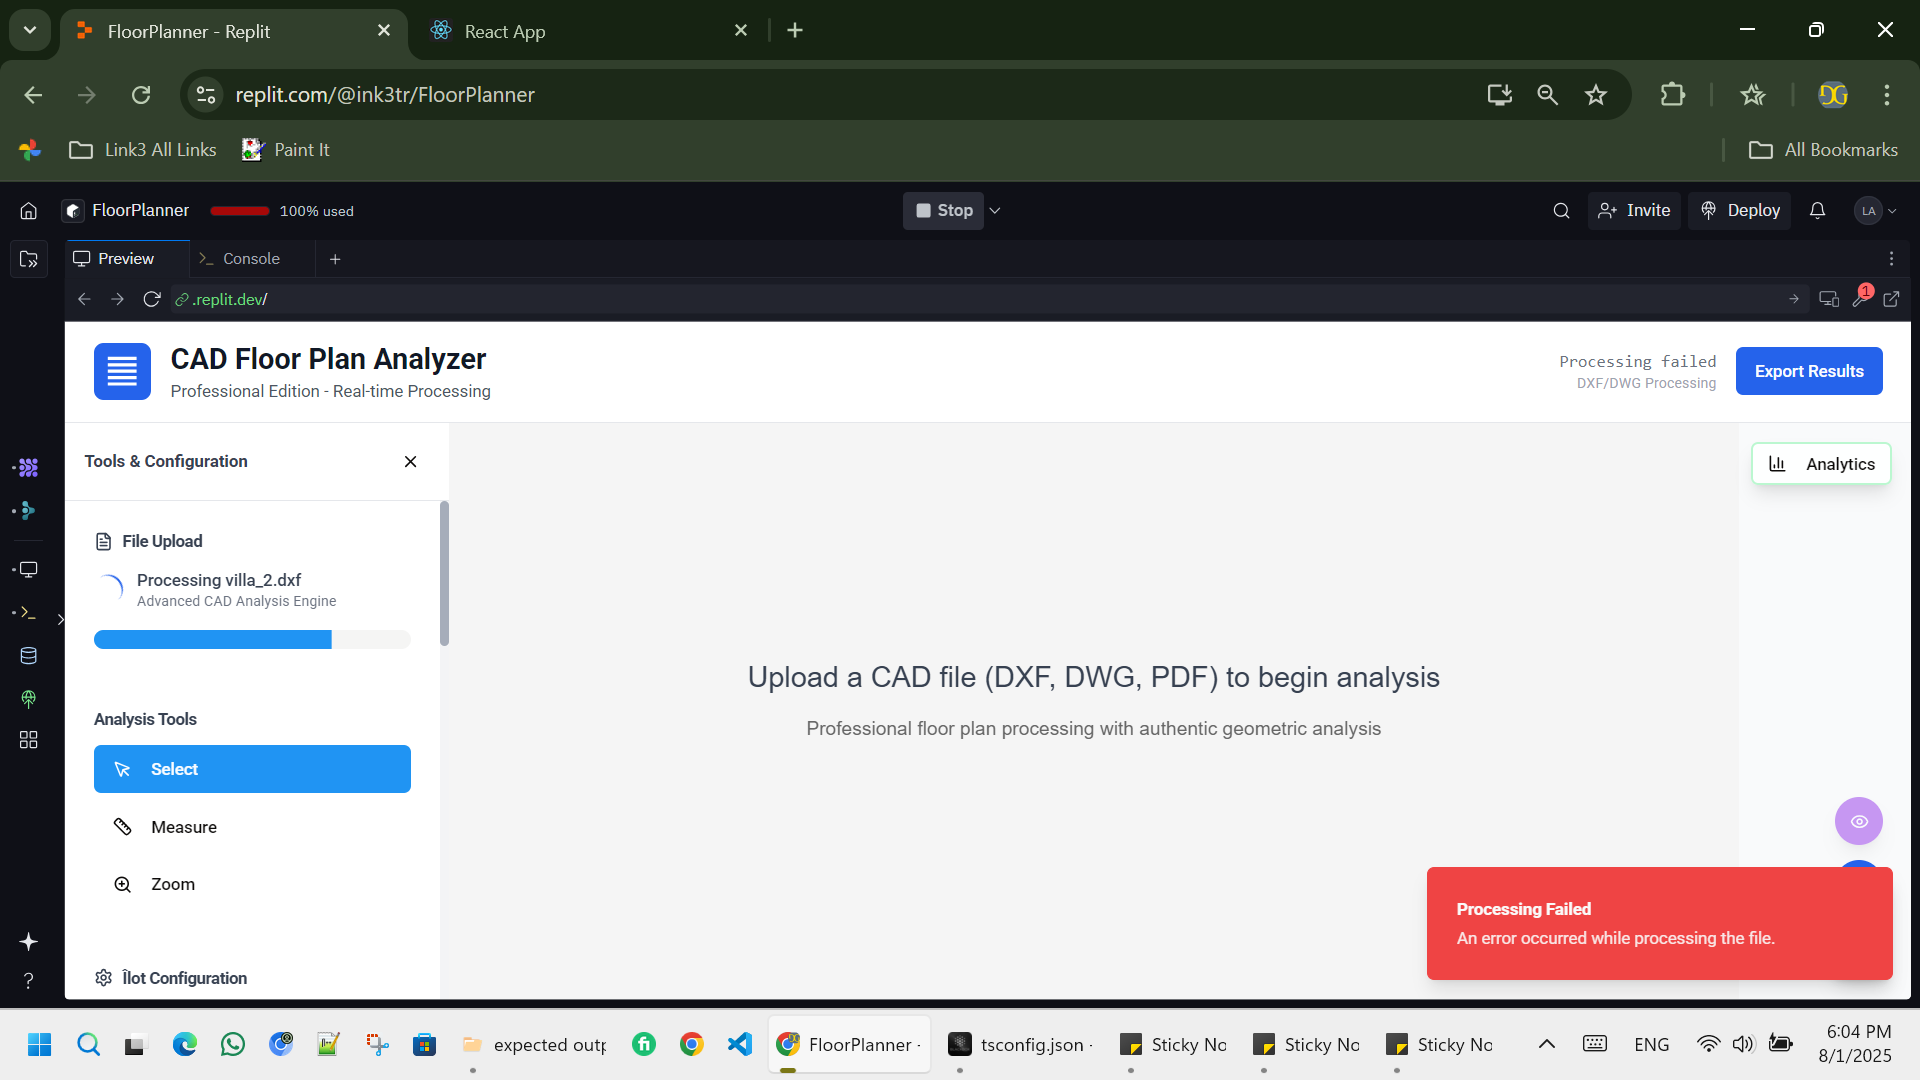 FloorPlanner - Replit
React App
replit.com/@ink3tr/FloorPlanner
DG
Link3 All Links
Paint It
All Bookmarks
FloorPlanner
100% used
Stop
Invite
Deploy
LA
Preview
Console
.replit.dev/
1
CAD Floor Plan Analyzer
Professional Edition - Real-time Processing
Processing failed
DXF/DWG Processing
Export Results
Tools & Configuration
Analytics
File Upload
Processing villa_2.dxf
Advanced CAD Analysis Engine
Upload a CAD file (DXF, DWG, PDF) to begin analysis
Professional floor plan processing with authentic geometric analysis
Analysis Tools
Select
Measure
Zoom
Processing Failed
An error occurred while processing the file.
Îlot Configuration
expected outp
fi
FloorPlanner -
tsconfig.json -
Sticky No
Sticky No
Sticky No
ENG
6:04 PM
8/1/2025